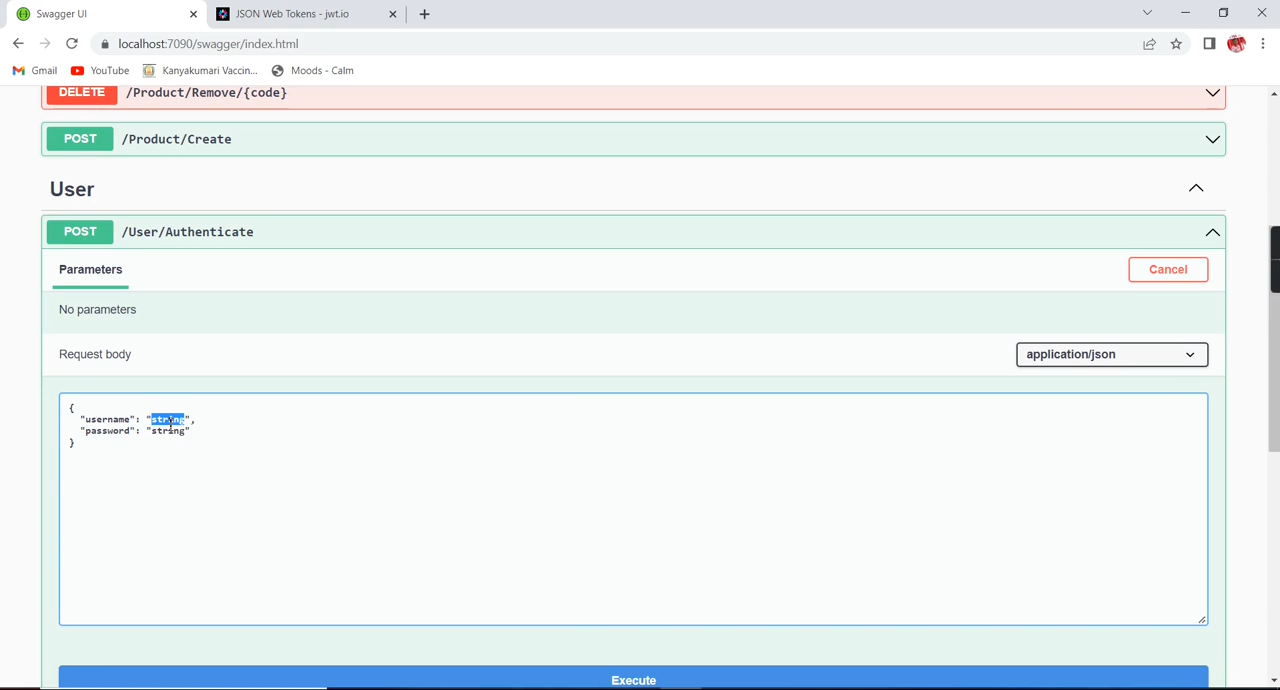 Swagger UI
JSON Web Tokens - jwt.io
localhost:7090/swagger/index.html
Gmail
YouTube
Kanyakumari Vaccin...
Moods - Calm
DELETE /Product/Remove/{code}
POST /Product/Create
User
POST /User/Authenticate
Parameters
Cancel
No parameters
Request body
application/json
{
"username": "string",
"password": "string"
}
Execute